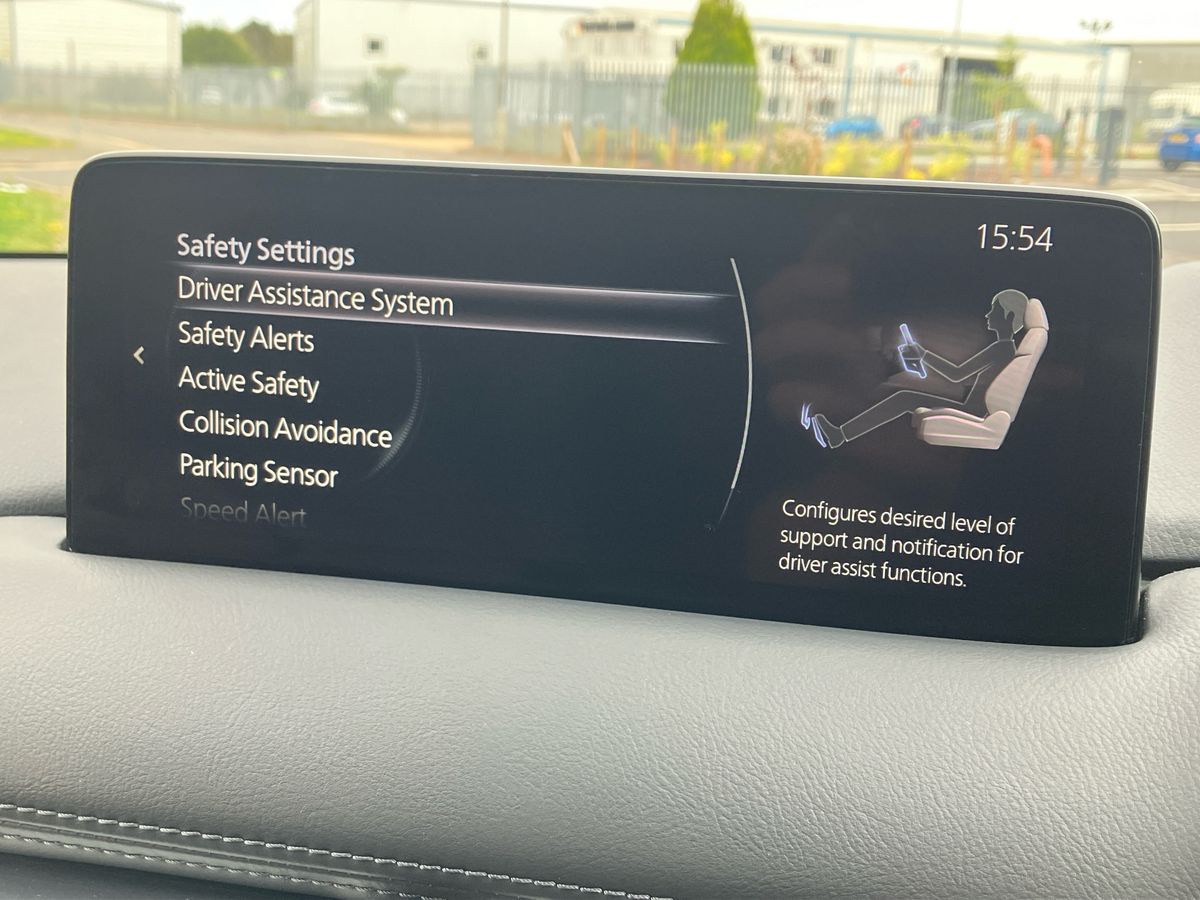 15:54
Safety Settings
Driver Assistance System
Safety Alerts
Active Safety
Collision Avoidance
Parking Sensor
Speed Alert
Configures desired level of
support and notification for
driver assist functions.